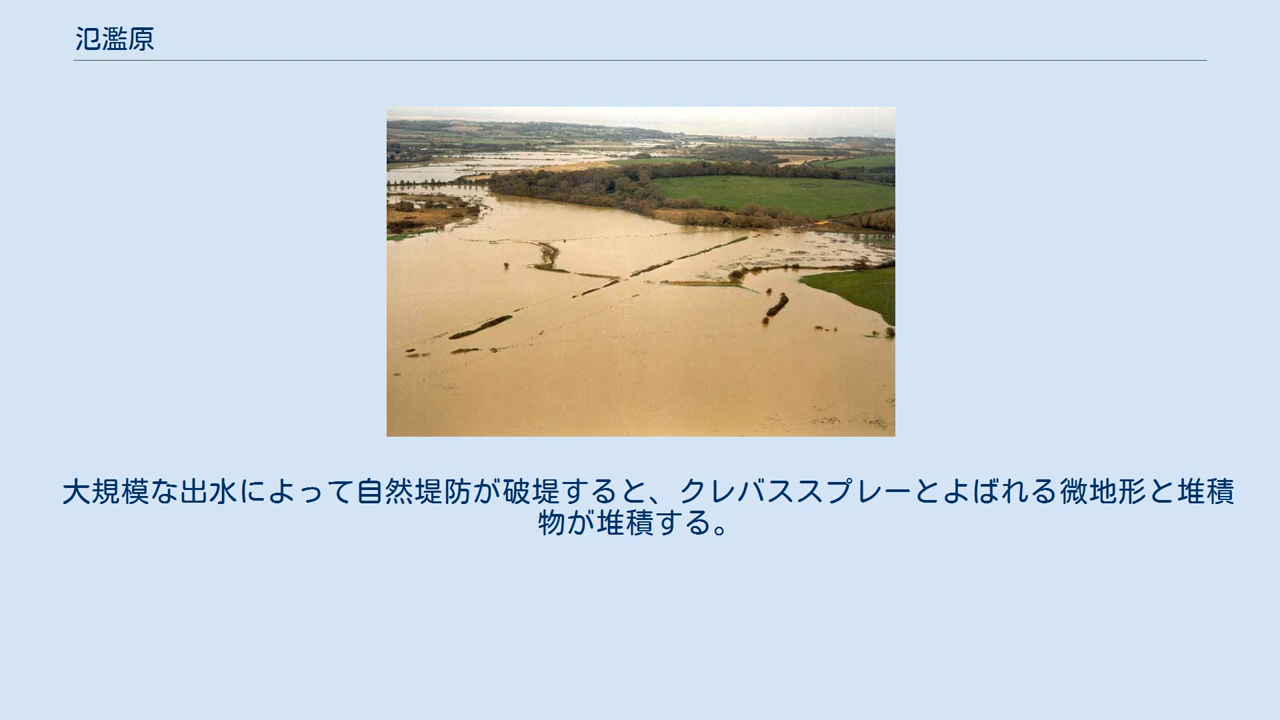 氾濫原
大規模な出水によって自然堤防が破堤すると、クレバススプレーとよばれる微地形と堆積
物が堆積する。